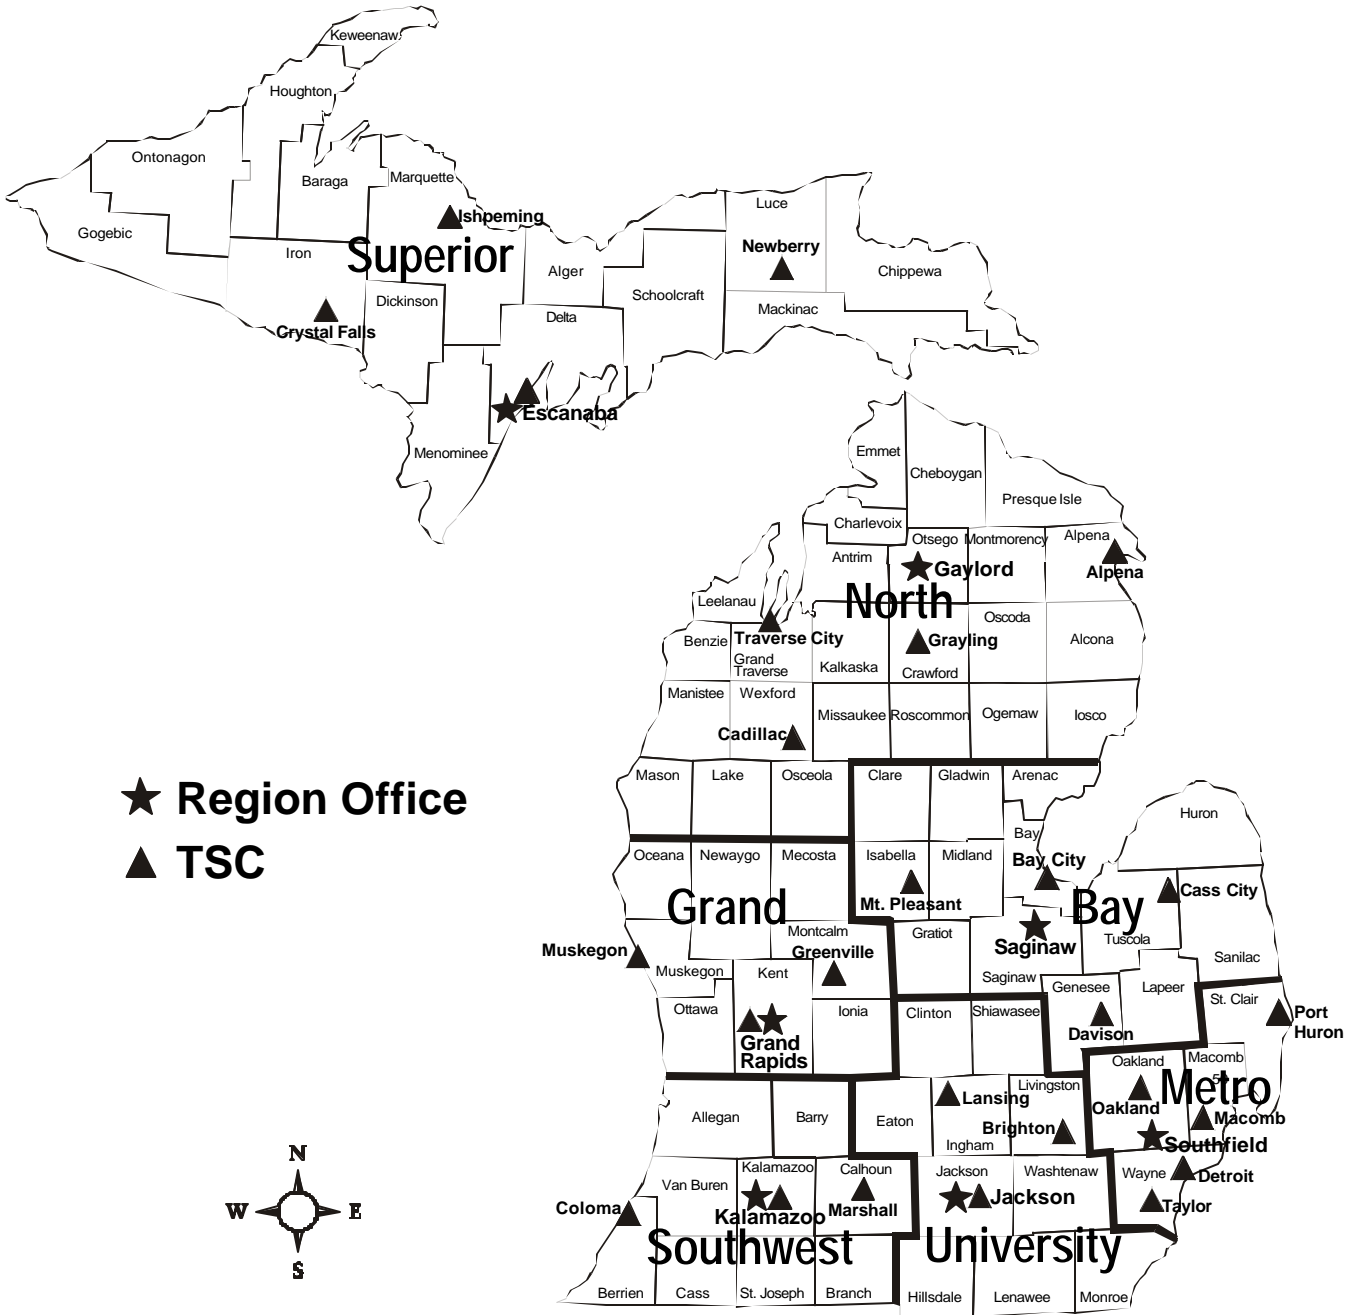 Keweenaw
Houghton
Ontonagon
Baraga
Marquette
Gogebic
Ishpeming
Superior
Iron
Luce
Newberry
Alger
Chippewa
Schoolcraft
Dickinson
Delta
Mackinac
Crystal Falls
Escanaba
Menominee
Emmet
Cheboygan
Presque Isle
Charlevoix
Otsego
Montmorency
Alpena
Antrim
Gaylord
Alpena
Leelanau
North
Oscoda
Benzie
Traverse City
Grayling
Alcona
Grand
Traverse
Kalkaska
Crawford
Manistee
Wexford
Missaukee
Roscommon
Ogemaw
Iosco
Cadillac
Mason
Lake
Osceola
Clare
Gladwin
Arenac
Region Office
TSC
Huron
Bay
Oceana
Newaygo
Mecosta
Isabella
Midland
Bay City
Cass City
Mt. Pleasant
Grand
Bay
Montcalm
Gratiot
Tuscola
Muskegon
Greenville
Saginaw
Sanilac
Muskegon
Kent
Saginaw
Genesee
Lapeer
St. Clair
Ottawa
Ionia
Clinton
Shiawasee
Port
Huron
Davison
Grand
Rapids
Oakland
Macomb
Livingston
Metro
Lansing
Oakland
Allegan
Barry
Eaton
Brighton
Macomb
Ingham
Southfield
N
W
E
S
Kalamazoo
Calhoun
Jackson
Washtenaw
Wayne
Detroit
Van Buren
Coloma
Kalamazoo
Marshall
Jackson
Taylor
Southwest
University
Berrien
Cass
St. Joseph
Branch
Hillsdale
Lenawee
Monroe